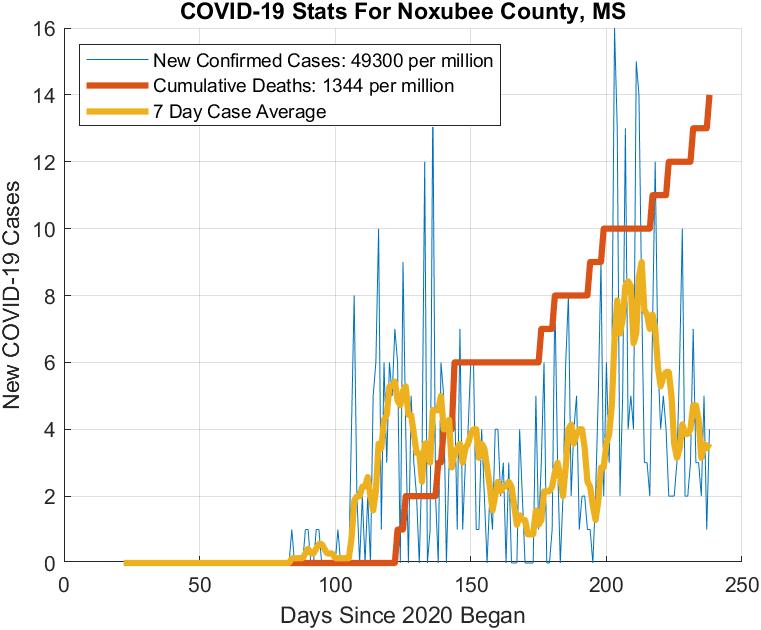 COVID-19 Stats For Noxubee County, MS
New Confirmed Cases: 49300 per million
Cumulative Deaths: 1344 per million
7 Day Case Average
New COVID-19 Cases
16
14
12
10
8
6
4
2
0
0 50 100 150 200 250
Days Since 2020 Began